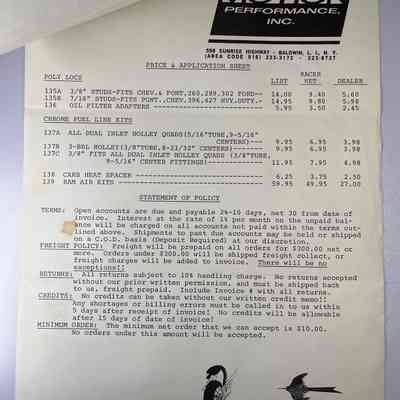 PERFORMANCE,
INC.
558 SUNRISE HIGHWAY - BALDWIN, L. I., N. Y.
(AREA CODE 516) 223-3172 - 223-8737
PRICE & APPLICATION SHEET
POLY LOCS LIST RACER NET DEALER
135A 3/8" STUDS-FITS CHEV.& PONT,260,289,302 FORD-- 14.00 9.40 5.60
135B 7/16" STUDS-FITS PONT.,CHEV,396,427 HVY.DUTY.- 14.95 9.80 5.98
136 OIL FILTER ADAPTERS 5.95 3.50 2.45
CHROME FUEL LINE KITS
137A ALL DUAL INLET HOLLEY QUADS(5/16"TUBE,9-5/16"
CENTERS)---- 9.95 6.95 3.98
137B 3-BBL HOLLEY(3/8"TUBE,8-21/32" CENTERS)---- 9.95 6.95 3.98
137C 3/8" FITS ALL DUAL INLET HOLLEY (3/8"TUBE,
9-5/16" CENTER FITTINGS)---- 11.95 7.95 4.98
138 CARB HEAT SPACER 6.25 3.75 2.50
139 RAM AIR KITS 59.95 49.95 27.00
STATEMENT OF POLICY
TERMS: Open accounts are due and payable 2%-10 days, net 30 from date of
invoice. Interest at the rate of 1% per month on the unpaid bal-
ance will be charged on all accounts not paid within the terms out-
lined above. Shipments to past due accounts may be held or shipped
on a C.O.D. basis (Deposite Required) at our discretion.
FREIGHT POLICY: Freight will be prepaid on all orders for $300.00 net or
more. Orders under $300.00 will be shipped freight collect, or
freight charges will be added to invoice. There will be no
exceptions!!
RETURNS: All returns subject to 10% handling charge. No returns accepted
without our prior written permission, and must be shipped back
to us, freight prepaid. Include Invoice # with all returns.
CREDITS: No credits can be taken without our written credit memo!!
Any shortages or billing errors must be called in to us within
5 days after receipt of invoice! No credits will be allowable
after 15 days of date of invoice!
MINIMUM ORDER: The minimum net order that we can accept is $10.00.
No orders under this amount will be accepted.